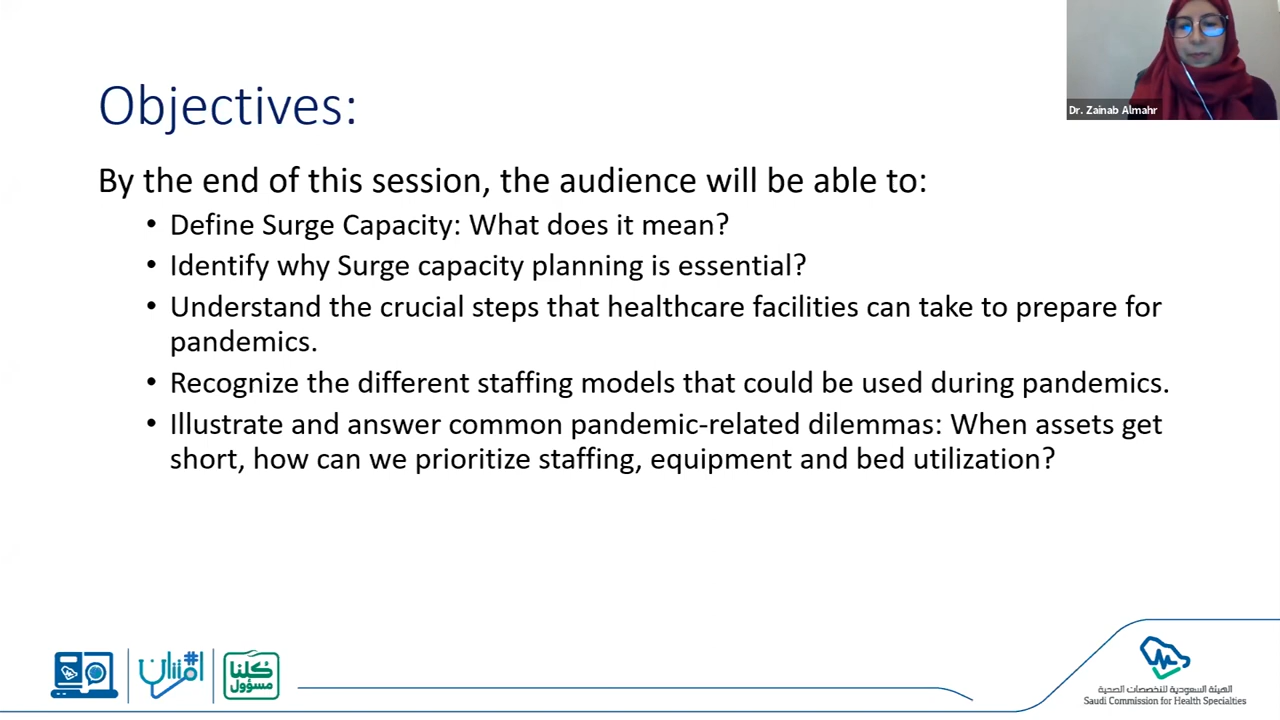 Dr. Zainab Almahr
Objectives:
By the end of this session, the audience will be able to:
• Define Surge Capacity: What does it mean?
• Identify why Surge capacity planning is essential?
• Understand the crucial steps that healthcare facilities can take to prepare for
pandemics.
• Recognize the different staffing models that could be used during pandemics.
• Illustrate and answer common pandemic-related dilemmas: When assets get
short, how can we prioritize staffing, equipment and bed utilization?
#امتنان
كلنا
مسؤول
الهيئة السعودية للتخصصات الصحية
Saudi Commission for Health Specialties